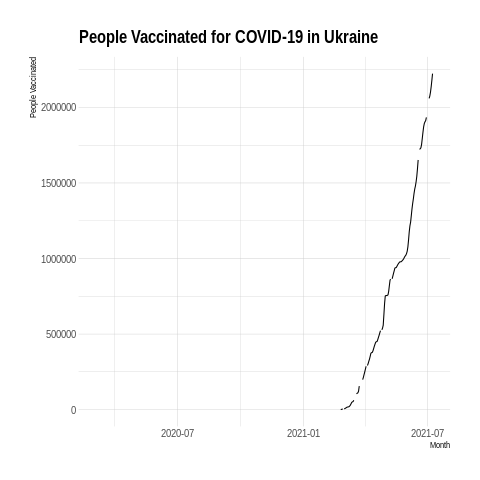 People Vaccinated for COVID-19 in Ukraine
People Vaccinated
2000000
1500000
1000000
500000
0
2020-07 2021-01 2021-07
Month